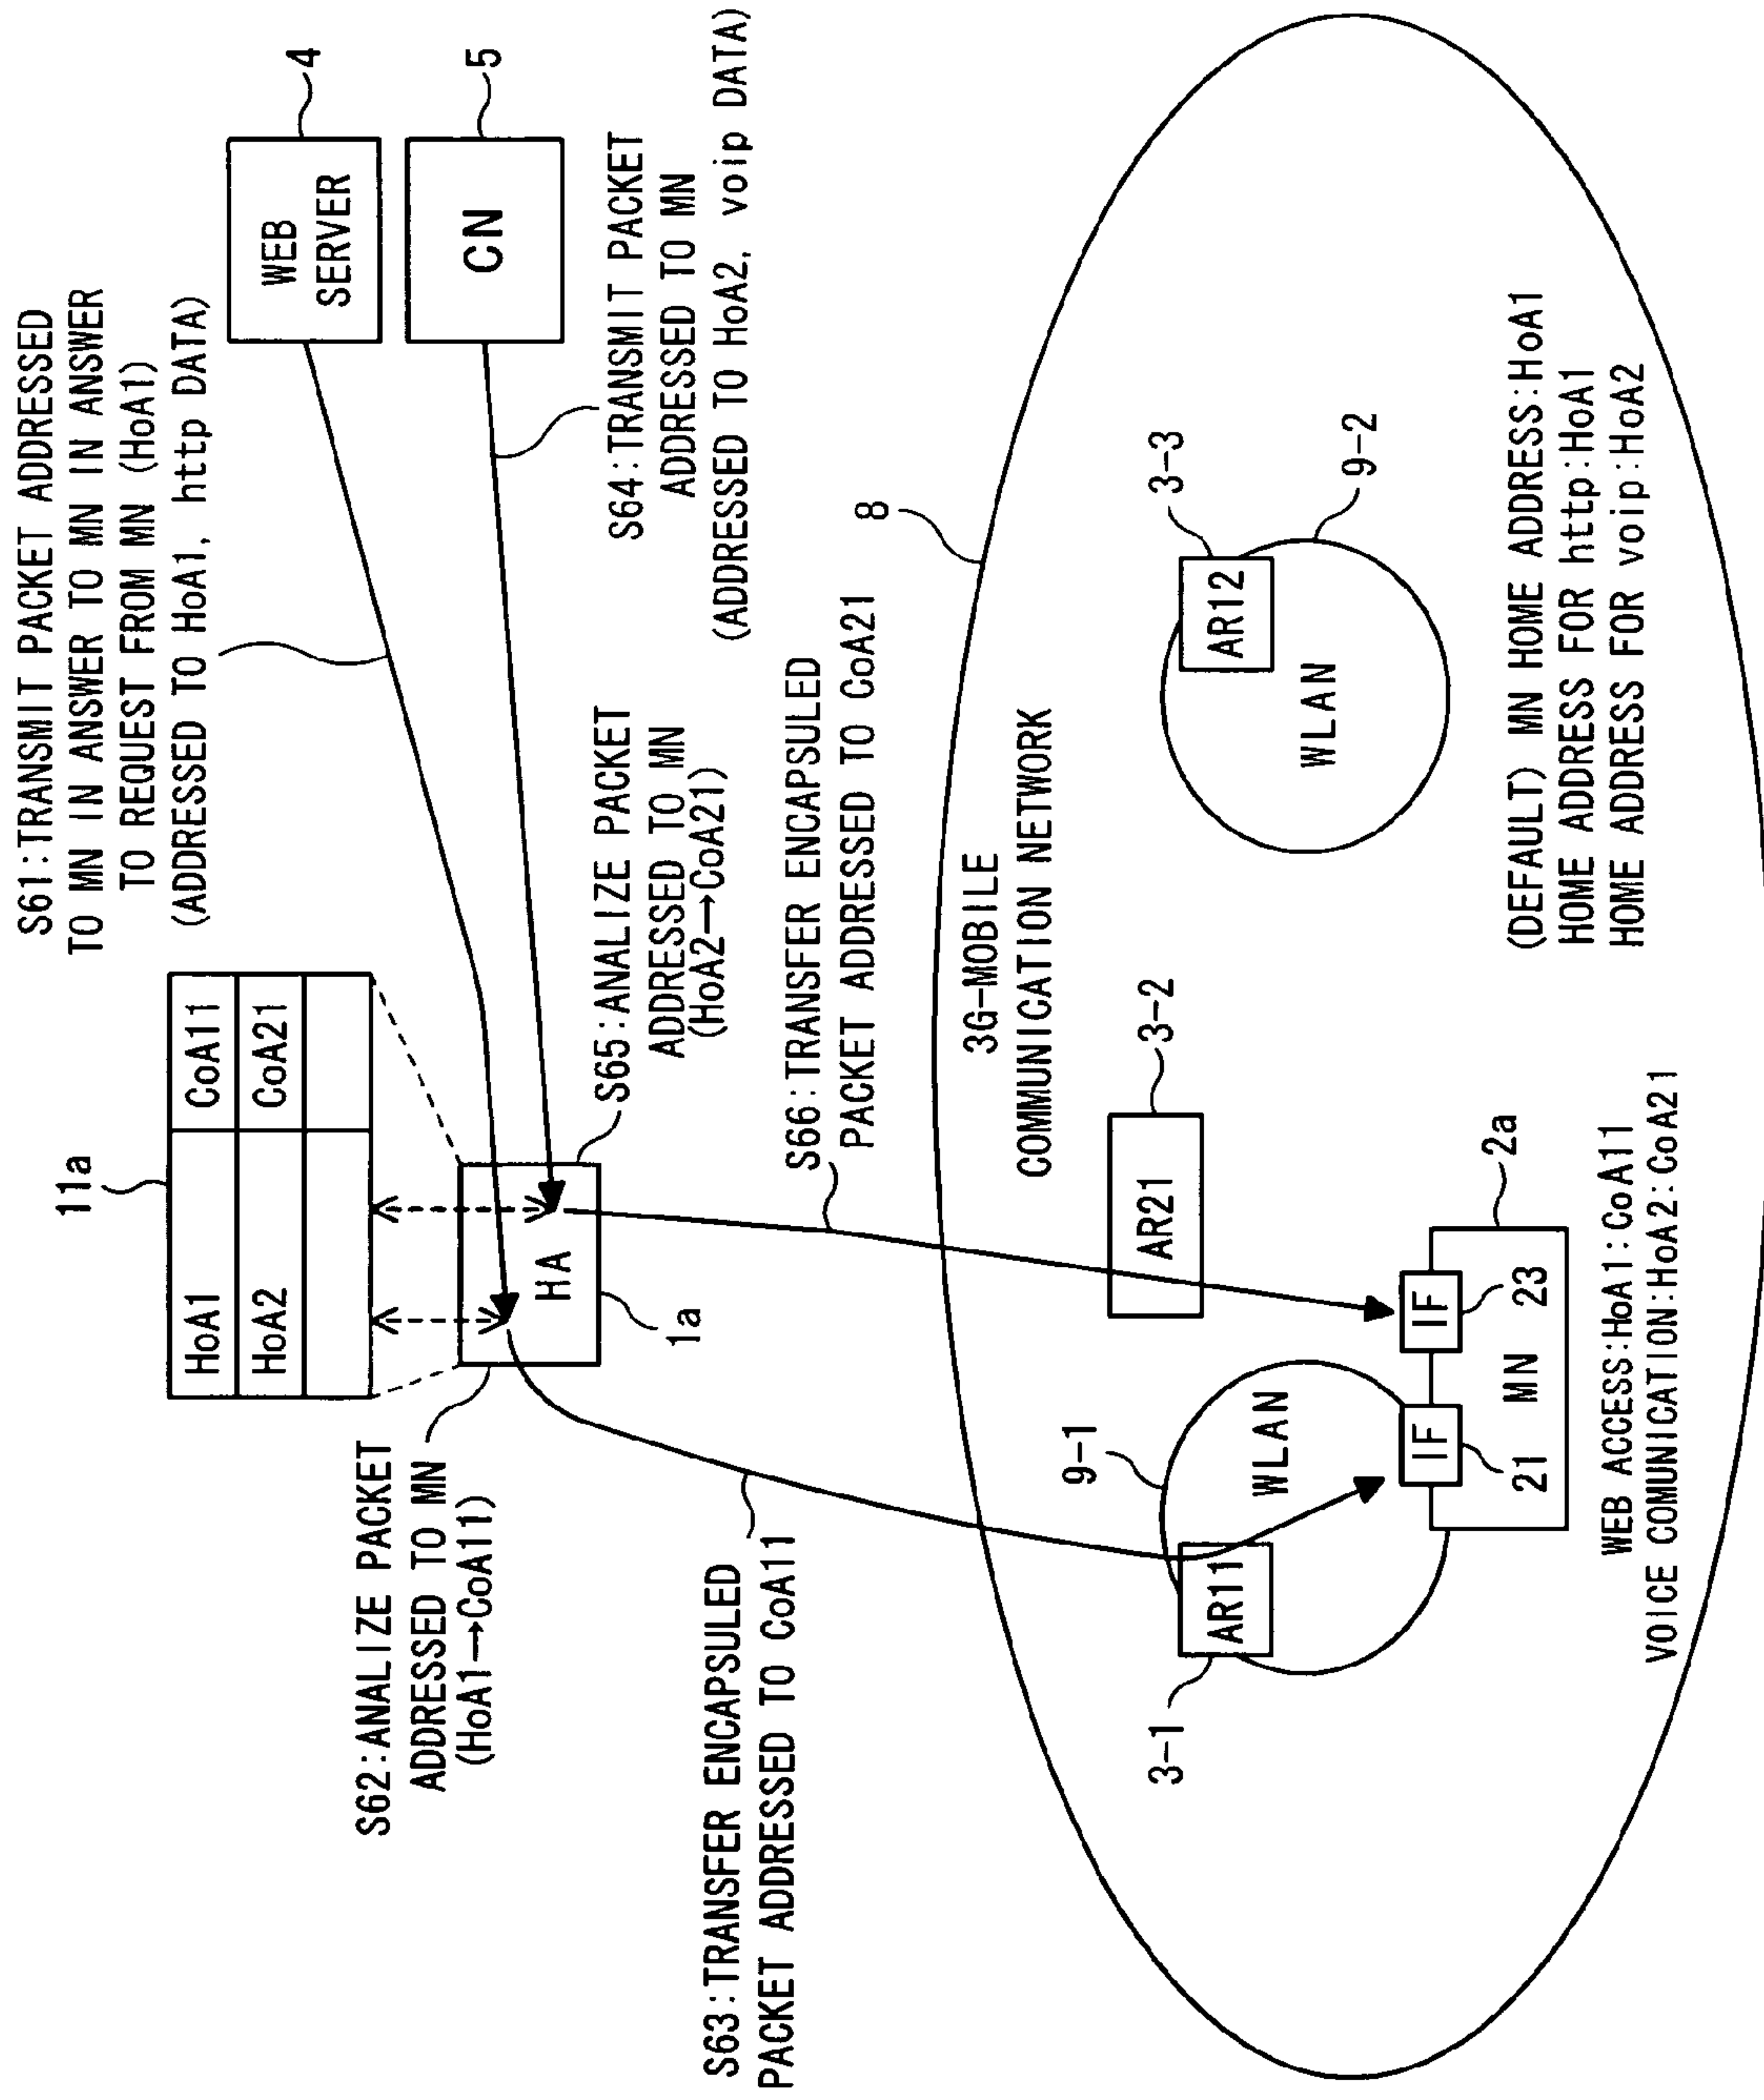 S61:TRANSMIT PACKET ADDRESSED
TO MN IN ANSWER TO MN IN ANSWER
TO REQUEST FROM MN (HoA1)
(ADDRESSED TO HoA1, http DATA)
11a
HoA1 CoA11
HoA2 CoA21
WEB
SERVER
4
CN
5
S62:ANALIZE PACKET
ADDRESSED TO MN
(HoA1→CoA11)
HA
1a
S65:ANALIZE PACKET
ADDRESSED TO MN
(HoA2→CoA21)
S64:TRANSMIT PACKET
ADDRESSED TO MN
(ADDRESSED TO HoA2, voip DATA)
S63:TRANSFER ENCAPSULED
PACKET ADDRESSED TO CoA11
S66:TRANSFER ENCAPSULED
PACKET ADDRESSED TO CoA21
8
3G-MOBILE
COMMUNICATION NETWORK
9-1
AR21
3-2
3-1
AR11
WLAN
AR12
3-3
WLAN
9-2
IF
IF
21
MN
23
2a
WEB ACCESS:HoA1:CoA11
VOICE COMUNICATION:HoA2:CoA21
(DEFAULT) MN HOME ADDRESS:HoA1
HOME ADDRESS FOR http:HoA1
HOME ADDRESS FOR voip:HoA2